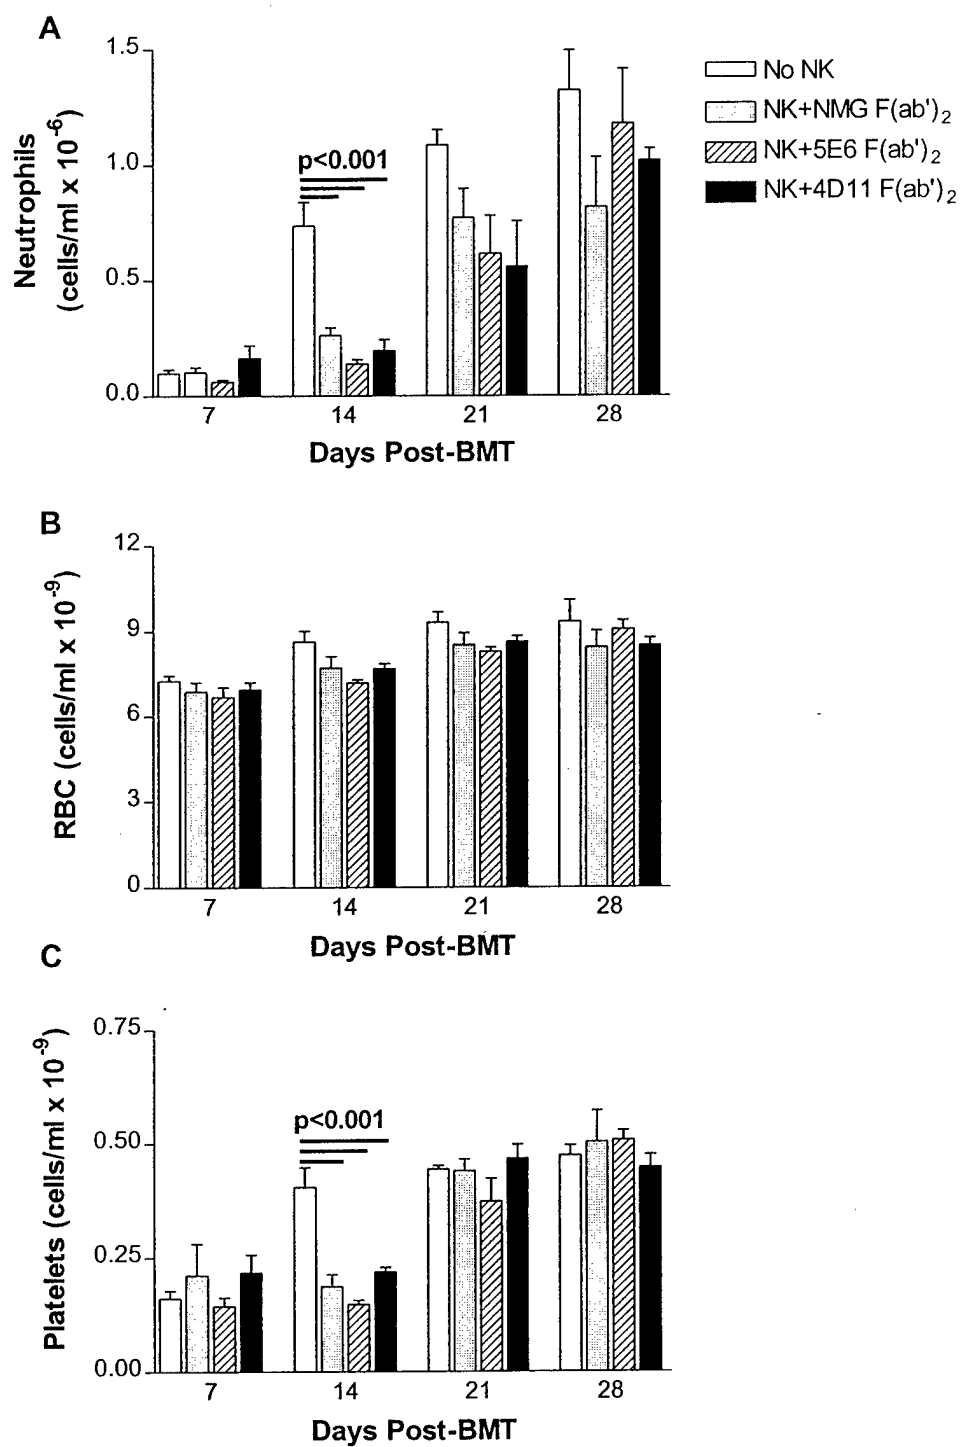 A
1.5
1.0
0.5
0.0
Neutrophils
(cells/ml x 10-6)
p<0.001
No NK
NK+NMG F(ab')2
NK+5E6 F(ab')2
NK+4D11 F(ab')2
7 14 21 28
Days Post-BMT
B
12
9
6
3
0
RBC (cells/ml x 10-9)
7 14 21 28
Days Post-BMT
C
0.75
0.50
0.25
0.00
Platelets (cells/ml x 10-9)
p<0.001
7 14 21 28
Days Post-BMT